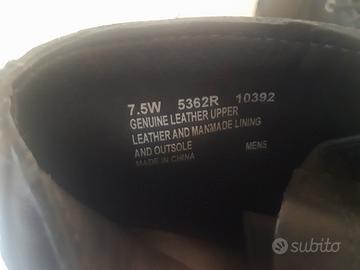 7.5W 5362R 10392
GENUINE LEATHER UPPER
LEATHER AND MANMADE LINING
AND OUTSOLE
MADE IN CHINA MENS
subito